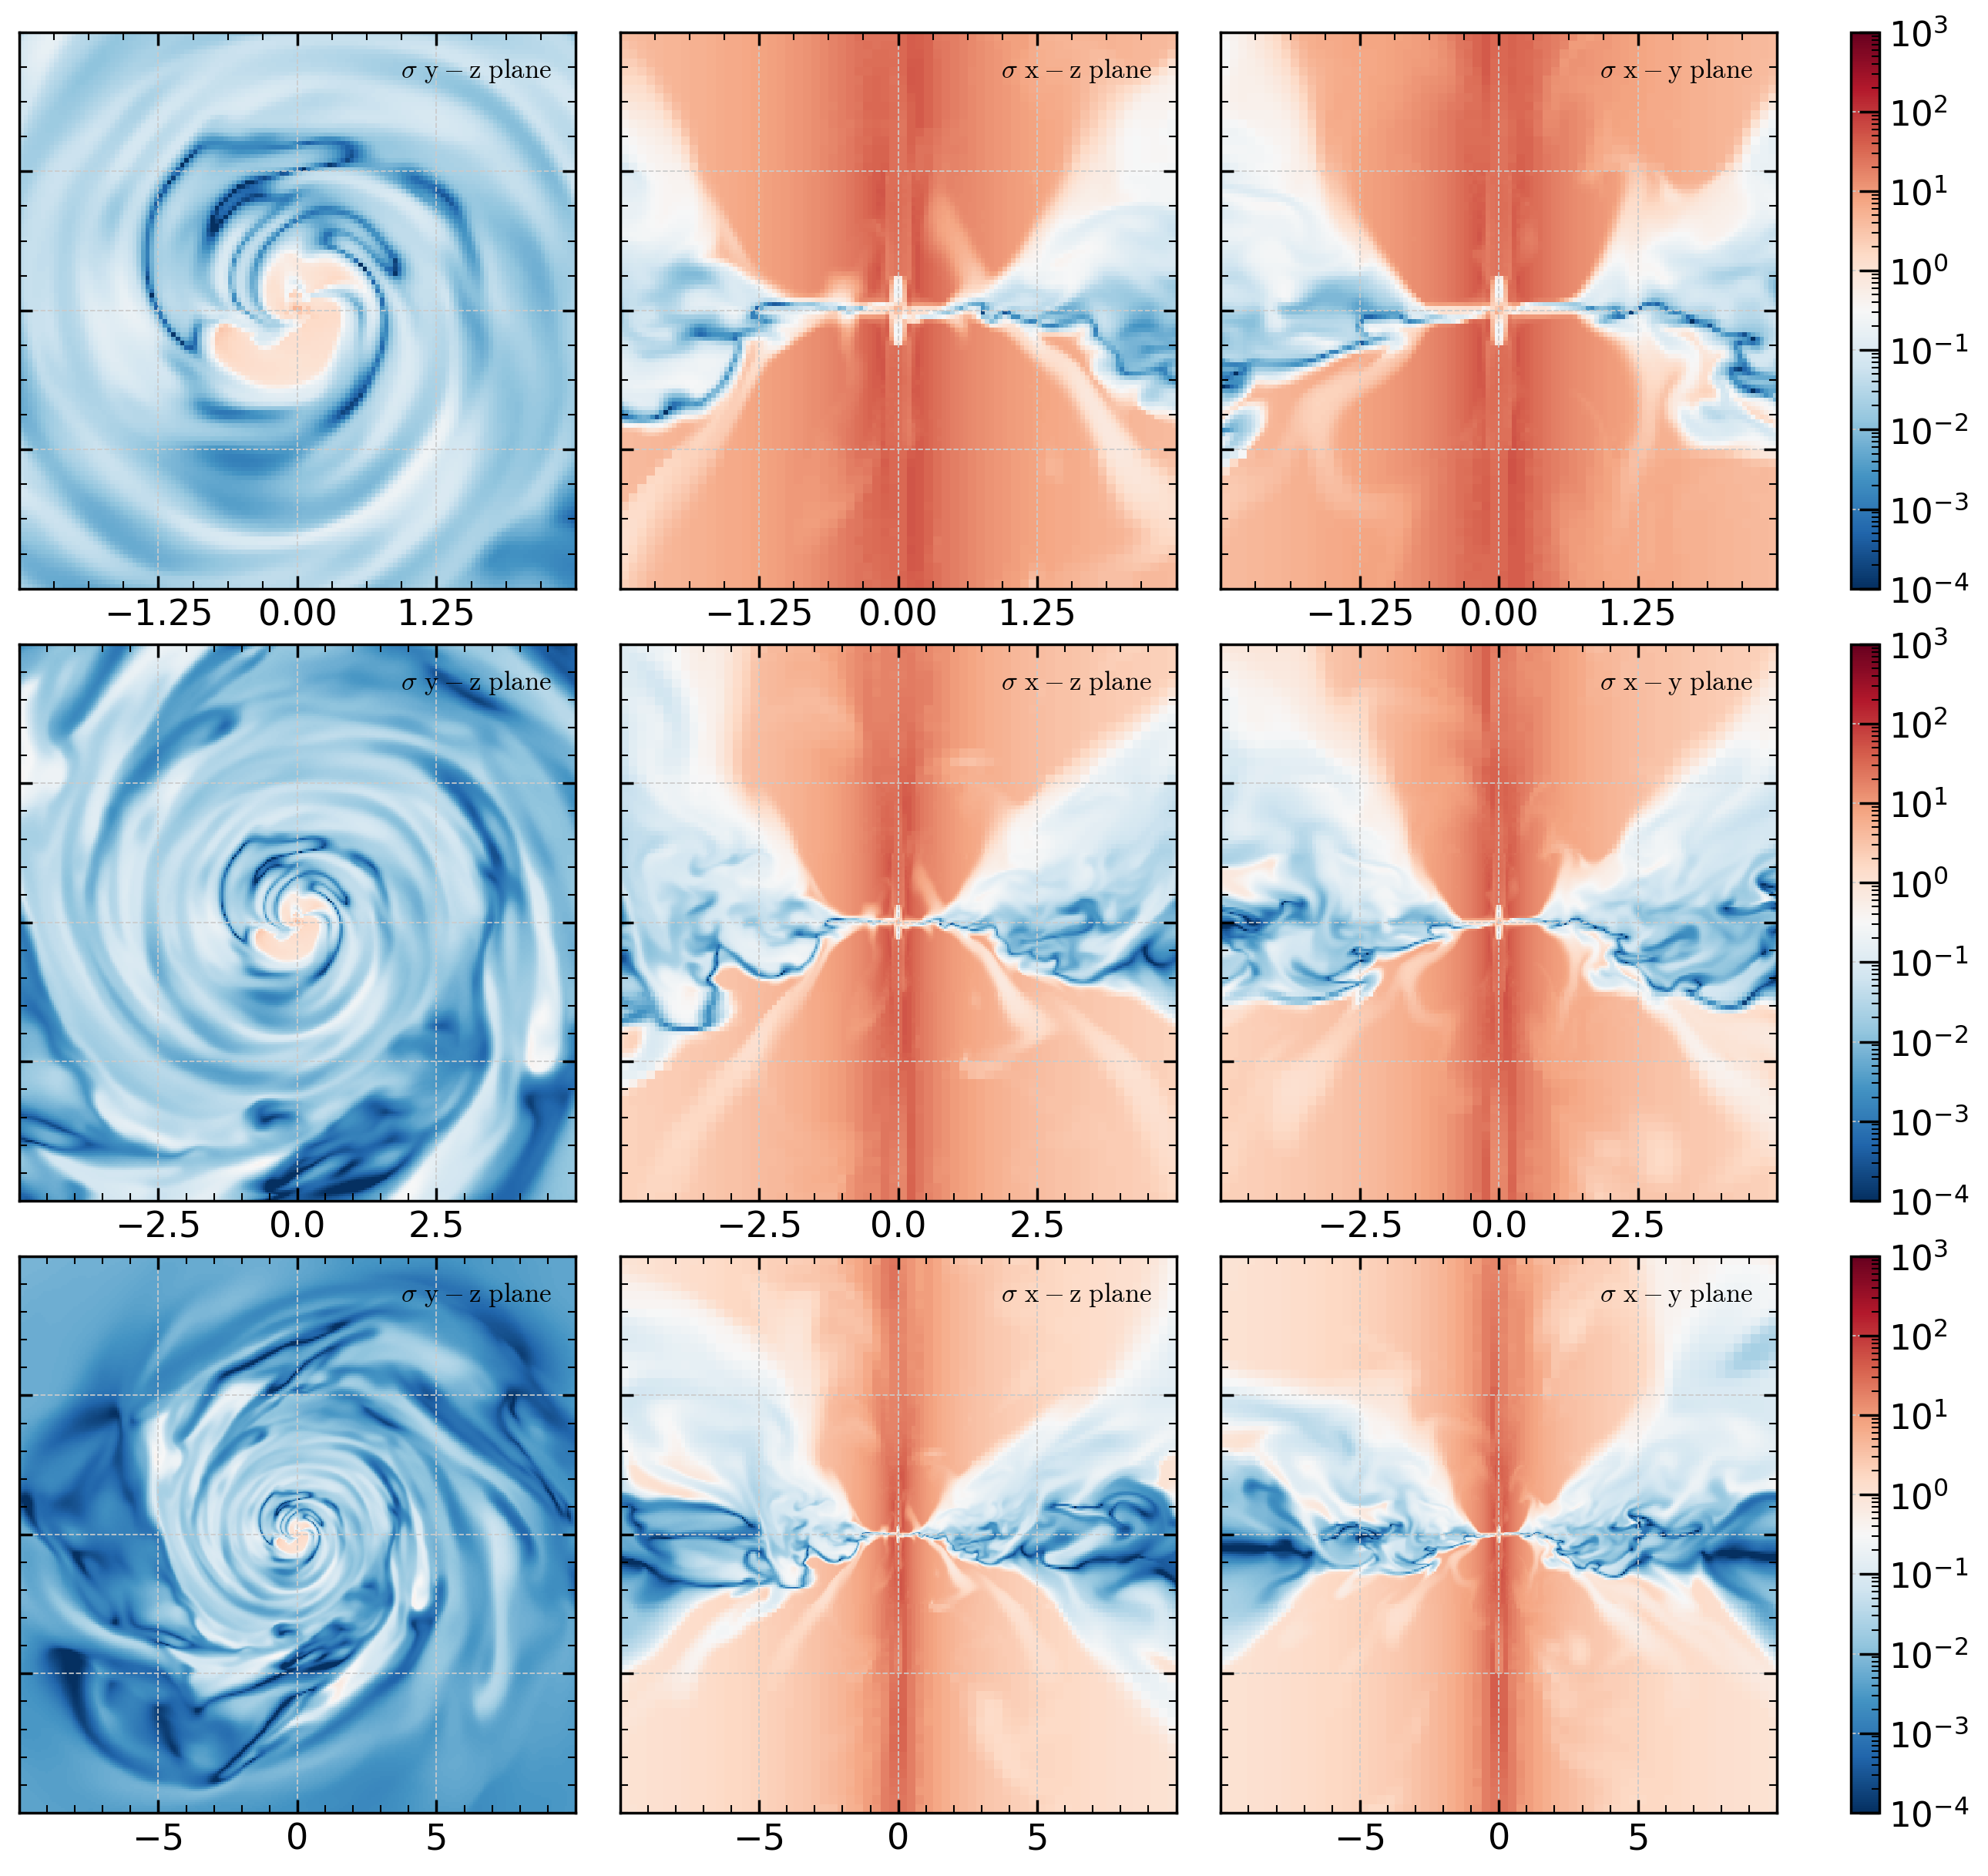 σ y − z plane
σ x − z plane
σ x − y plane
10³
10²
10¹
10⁰
10⁻¹
10⁻²
10⁻³
10⁻⁴
−1.25 0.00 1.25
−1.25 0.00 1.25
−1.25 0.00 1.25
σ y − z plane
σ x − z plane
σ x − y plane
10³
10²
10¹
10⁰
10⁻¹
10⁻²
10⁻³
10⁻⁴
−2.5 0.0 2.5
−2.5 0.0 2.5
−2.5 0.0 2.5
σ y − z plane
σ x − z plane
σ x − y plane
10³
10²
10¹
10⁰
10⁻¹
10⁻²
10⁻³
10⁻⁴
−5 0 5
−5 0 5
−5 0 5